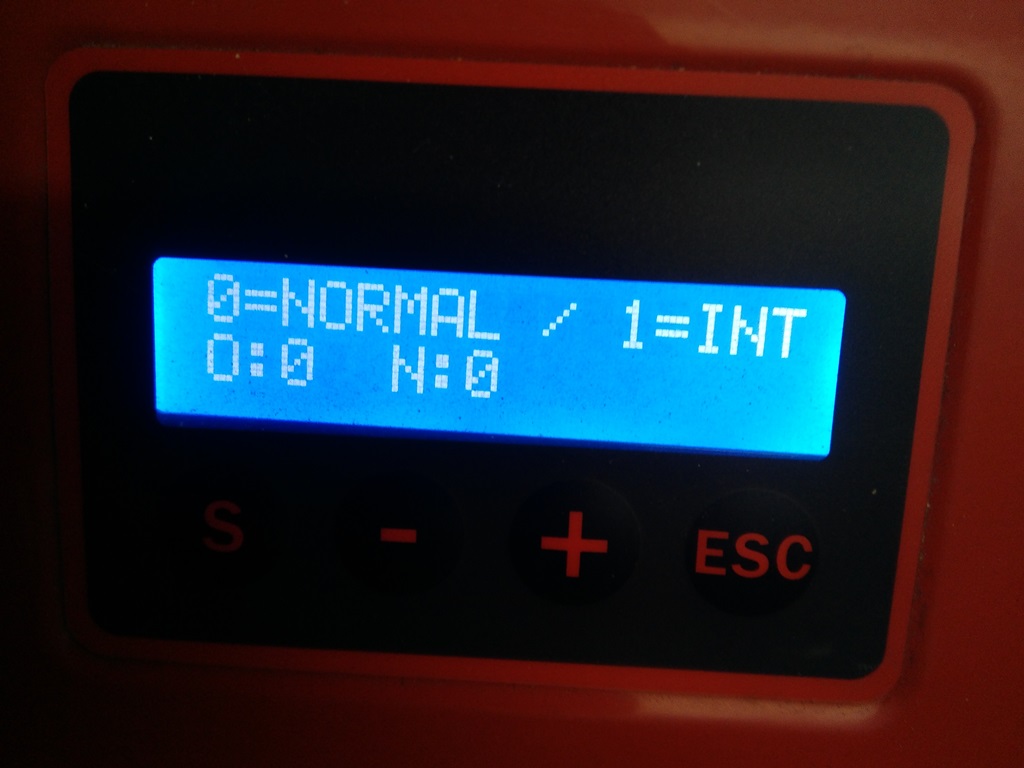 0=NORMAL / 1=INT
O:0 N:0
S - + ESC